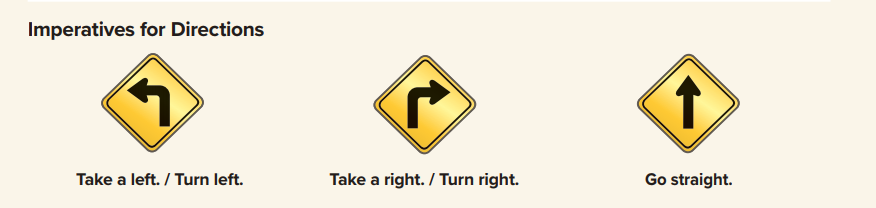 Imperatives for Directions
Take a left. / Turn left.
Take a right. / Turn right.
Go straight.